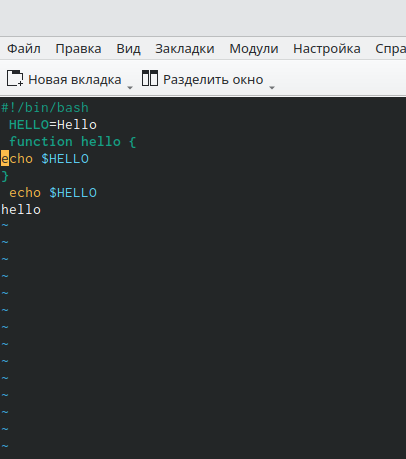 Файл Правка Вид Закладки Модули Настройка Спра
Новая вкладка Разделить окно
#!/bin/bash
HELLO=Hello
function hello {
echo $HELLO
}
echo $HELLO
hello
~
~
~
~
~
~
~
~
~
~
~
~
~
~